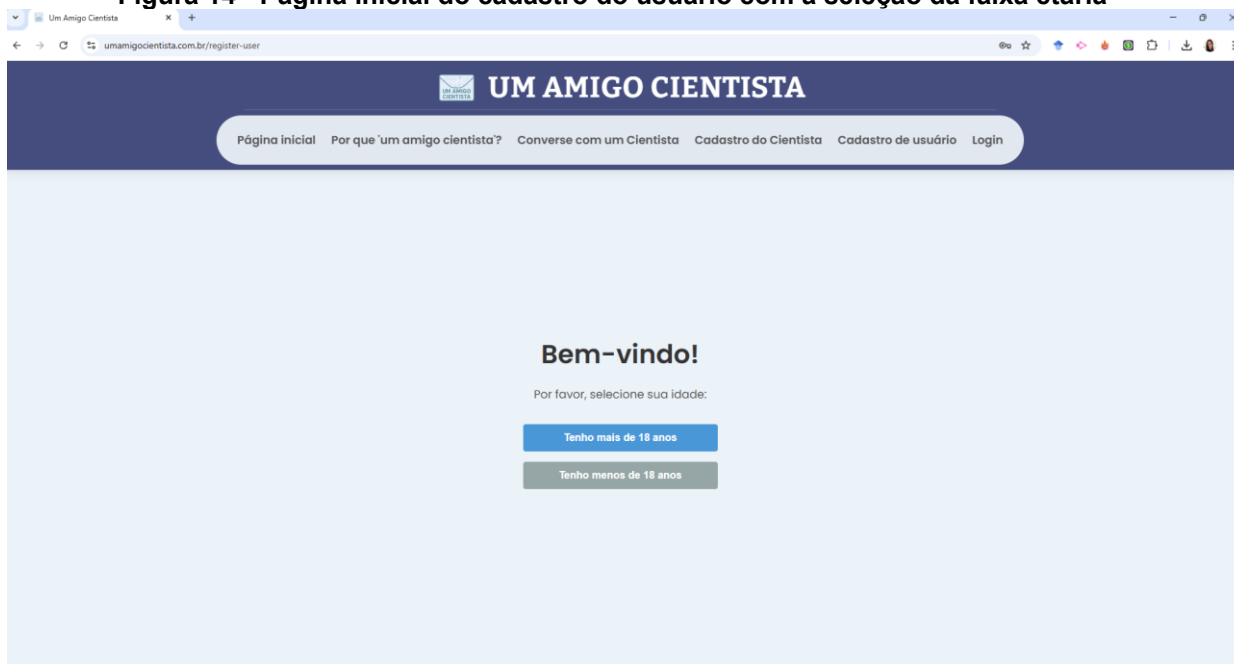 Figura 14 - Página inicial do cadastro do usuário com a seleção da faixa etária
Um Amigo Cientista
umamigocientista.com.br/register-user
UM AMIGO CIENTISTA
UM AMIGO CIENTISTA
Página inicial Por que 'um amigo cientista'? Converse com um Cientista Cadastro do Cientista Cadastro de usuário Login
Bem-vindo!
Por favor, selecione sua idade:
Tenho mais de 18 anos
Tenho menos de 18 anos